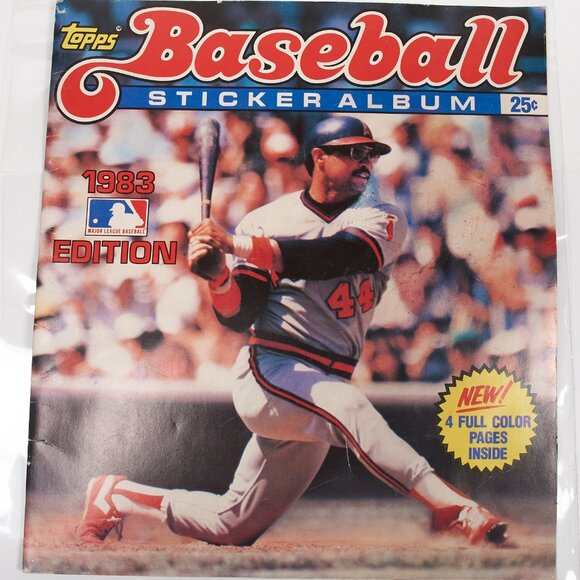 Topps®
Baseball
STICKER ALBUM
25¢
1983
MAJOR LEAGUE BASEBALL
EDITION
44
NEW!
4 FULL COLOR
PAGES
INSIDE